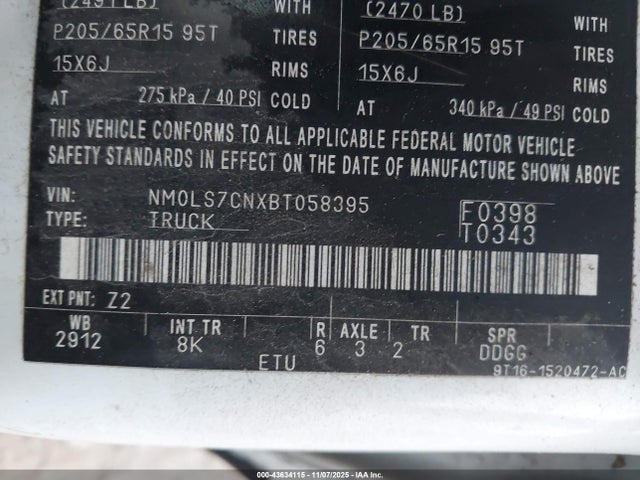 (2491 LB) WITH (2470 LB) WITH
P205/65R15 95T TIRES P205/65R15 95T TIRES
15X6J RIMS 15X6J RIMS
AT 275 kPa / 40 PSI COLD AT 340 kPa / 49 PSI COLD
THIS VEHICLE CONFORMS TO ALL APPLICABLE FEDERAL MOTOR VEHICLE
SAFETY STANDARDS IN EFFECT ON THE DATE OF MANUFACTURE SHOWN ABOVE
VIN: NM0LS7CNXBT058395 F0398
TYPE: TRUCK T0343
EXT PNT: Z2
WB INT TR R AXLE TR SPR
2912 8K 6 3 2 DDGG
ETU 9T16-1520472-AC
000-43634115 - 11/07/2025 - Copart